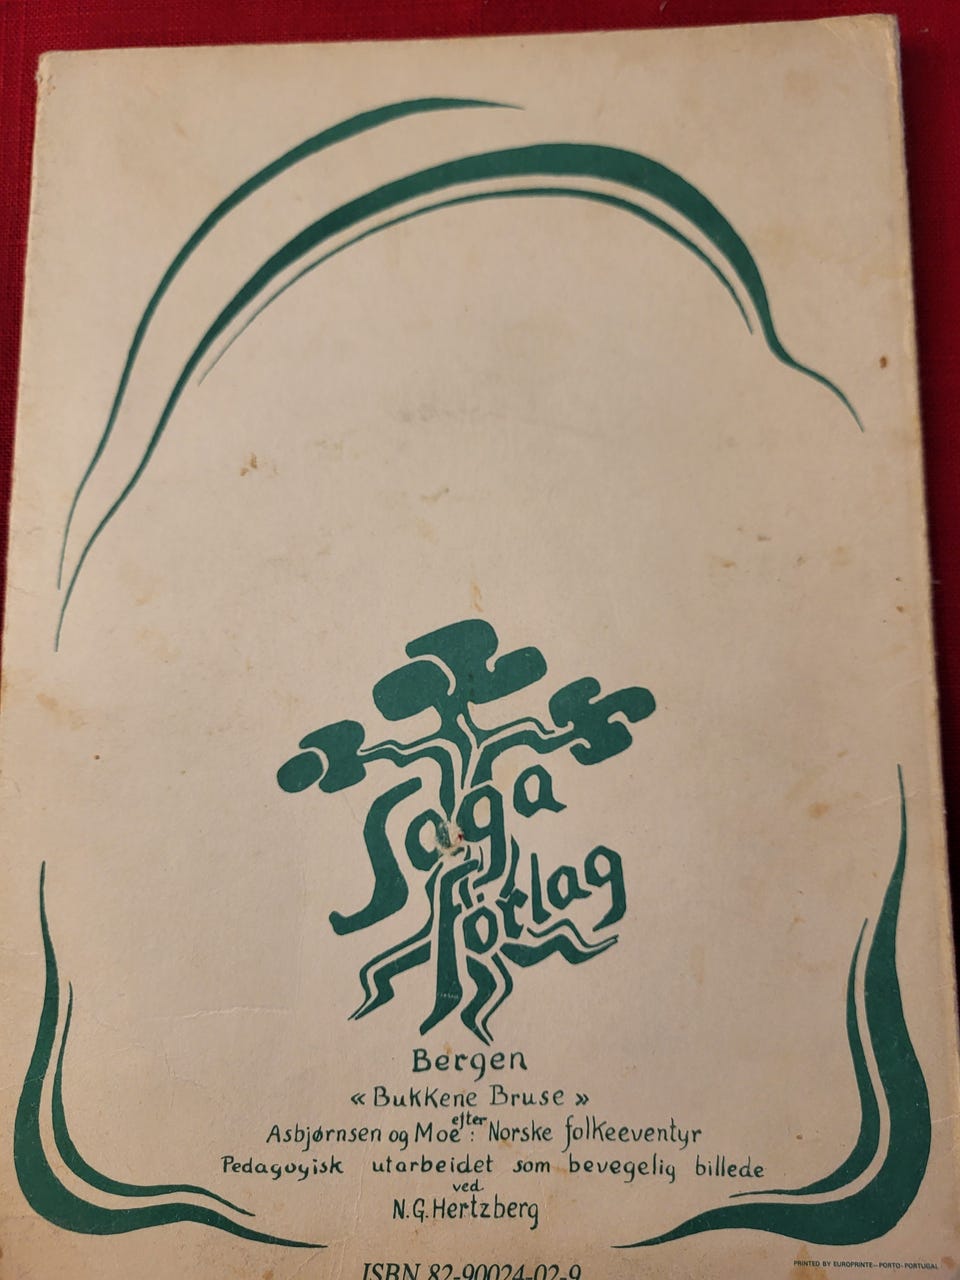 Saga
forlag
Bergen
« Bukkene Bruse »
efter
Asbjørnsen og Moe : Norske folkeeventyr
Pedagogisk utarbeidet som bevegelig billede
ved
N.G. Hertzberg
ISBN 82-90024-02-9
PRINTED BY EUROPRINTE–PORTO-PORTUGAL